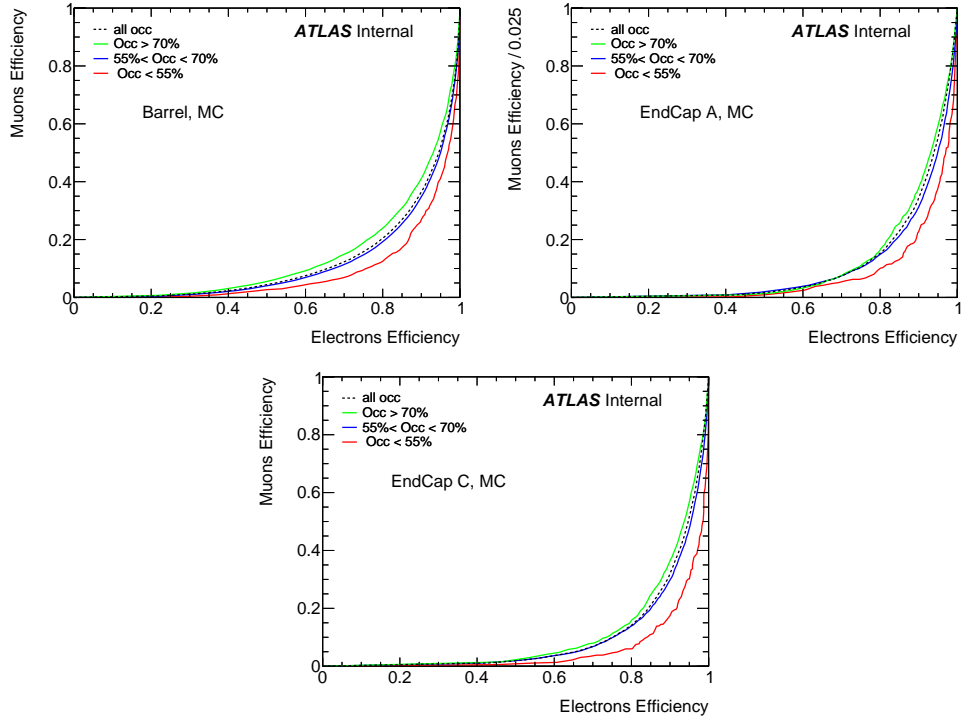 Muons Efficiency
1
0.8
0.6
0.4
0.2
0
all occ
Occ > 70%
55%< Occ < 70%
Occ < 55%
ATLAS Internal
Barrel, MC
0 0.2 0.4 0.6 0.8 1
Electrons Efficiency
Muons Efficiency / 0.025
1
0.8
0.6
0.4
0.2
0
all occ
Occ > 70%
55%< Occ < 70%
Occ < 55%
ATLAS Internal
EndCap A, MC
0 0.2 0.4 0.6 0.8 1
Electrons Efficiency
Muons Efficiency
1
0.8
0.6
0.4
0.2
0
all occ
Occ > 70%
55%< Occ < 70%
Occ < 55%
ATLAS Internal
EndCap C, MC
0 0.2 0.4 0.6 0.8 1
Electrons Efficiency